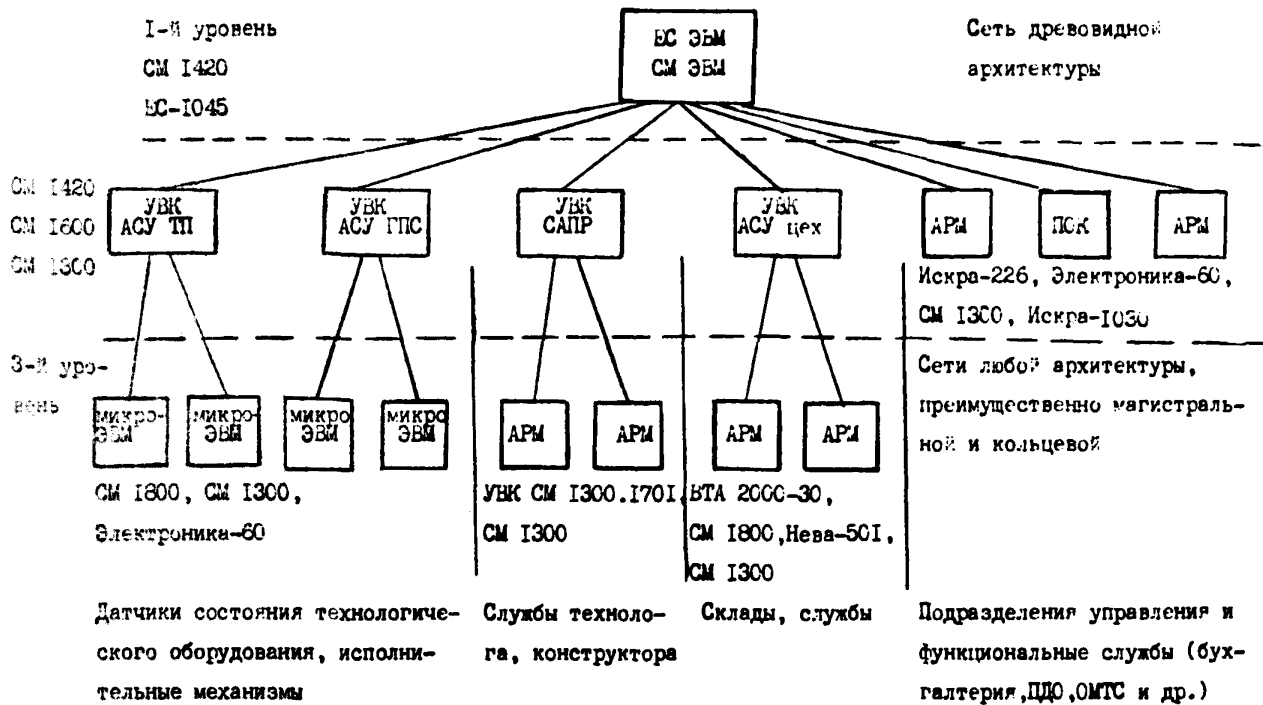 I-й уровень
СМ I420
ЕС-I045
ЕС ЭВМ
СМ ЭВМ
Сеть древовидной
архитектуры
СМ I420
СМ I600
СМ I300
УВК
АСУ ТП
УВК
АСУ ГПС
УВК
САПР
УВК
АСУ цех
АРМ
ПОК
АРМ
Искра-226, Электроника-60,
СМ I300, Искра-I030
3-й уро-
вень
микро-
ЭВМ
микро-
ЭВМ
микро
ЭВМ
микро
ЭВМ
АРМ
АРМ
АРМ
АРМ
Сети любой архитектуры,
преимущественно магистраль-
ной и кольцевой
СМ I800, СМ I300,
Электроника-60
УВК СМ I300.I70I,
СМ I300
ВТА 2000-30,
СМ I800,Нева-50I,
СМ I300
Датчики состояния технологиче-
ского оборудования, исполни-
тельные механизмы
Службы техноло-
га, конструктора
Склады, службы
Подразделения управления и
функциональные службы (бух-
галтерия,ПДО,ОМТС и др.)